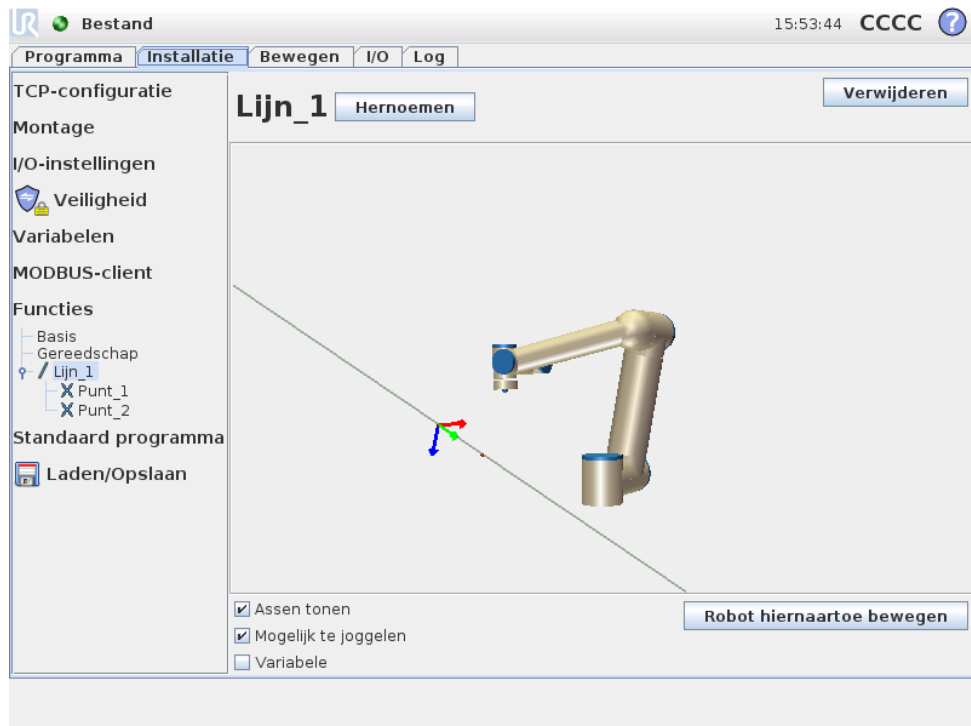 UR Bestand 15:53:44 CCCC ?
Programma Installatie Bewegen I/O Log
TCP-configuratie
Montage
I/O-instellingen
Veiligheid
Variabelen
MODBUS-client
Functies
Basis
Gereedschap
Lijn_1
Punt_1
Punt_2
Standaard programma
Laden/Opslaan
Lijn_1 Hernoemen Verwijderen
Assen tonen
Mogelijk te joggelen
Variabele
Robot hiernaartoe bewegen